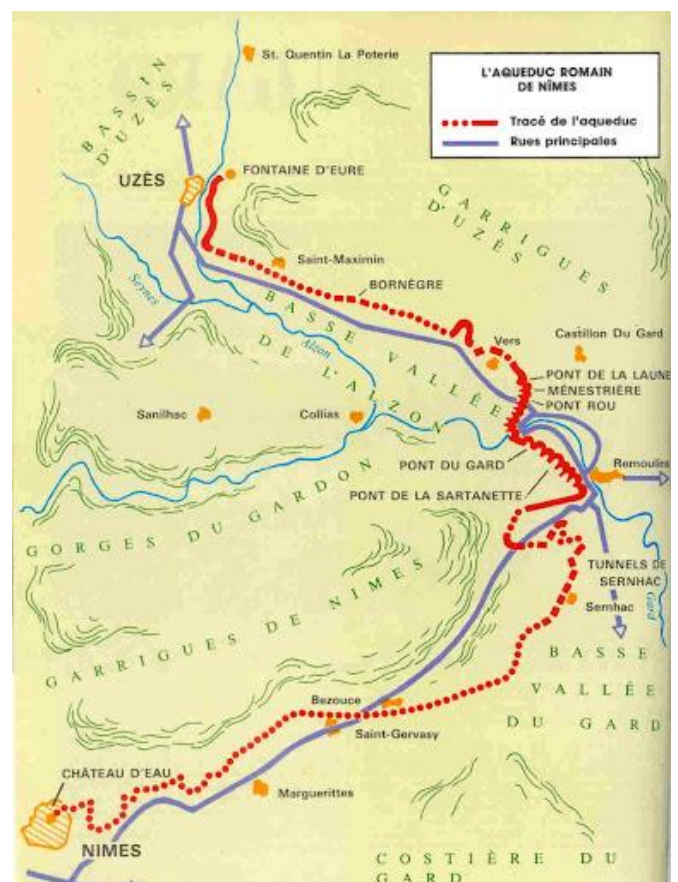 St. Quentin La Poterie
L'AQUEDUC ROMAIN
DE NÎMES
Tracé de l'aqueduc
Rues principales
BASSIN
D'UZÈS
UZÈS
FONTAINE D'EURE
GARRIGUES
D'UZÈS
Saint-Maximin
Seynes
BORNÈGRE
BASSE VALLÉE
DE L'ALZON
Alzon
Vers
Castillon Du Gard
PONT DE LA LAUNE
MÉNESTRIÈRE
PONT ROU
Sanilhac
Collias
PONT DU GARD
Remoulins
PONT DE LA SARTANETTE
GORGES DU GARDON
TUNNELS DE
SERNHAC
Sernhac
Gard
GARRIGUES DE NIMES
BASSE
VALLÉE
DU GARD
Bezouce
Saint-Gervasy
CHÂTEAU D'EAU
Marguerittes
NIMES
COSTIÈRE DU
GARD